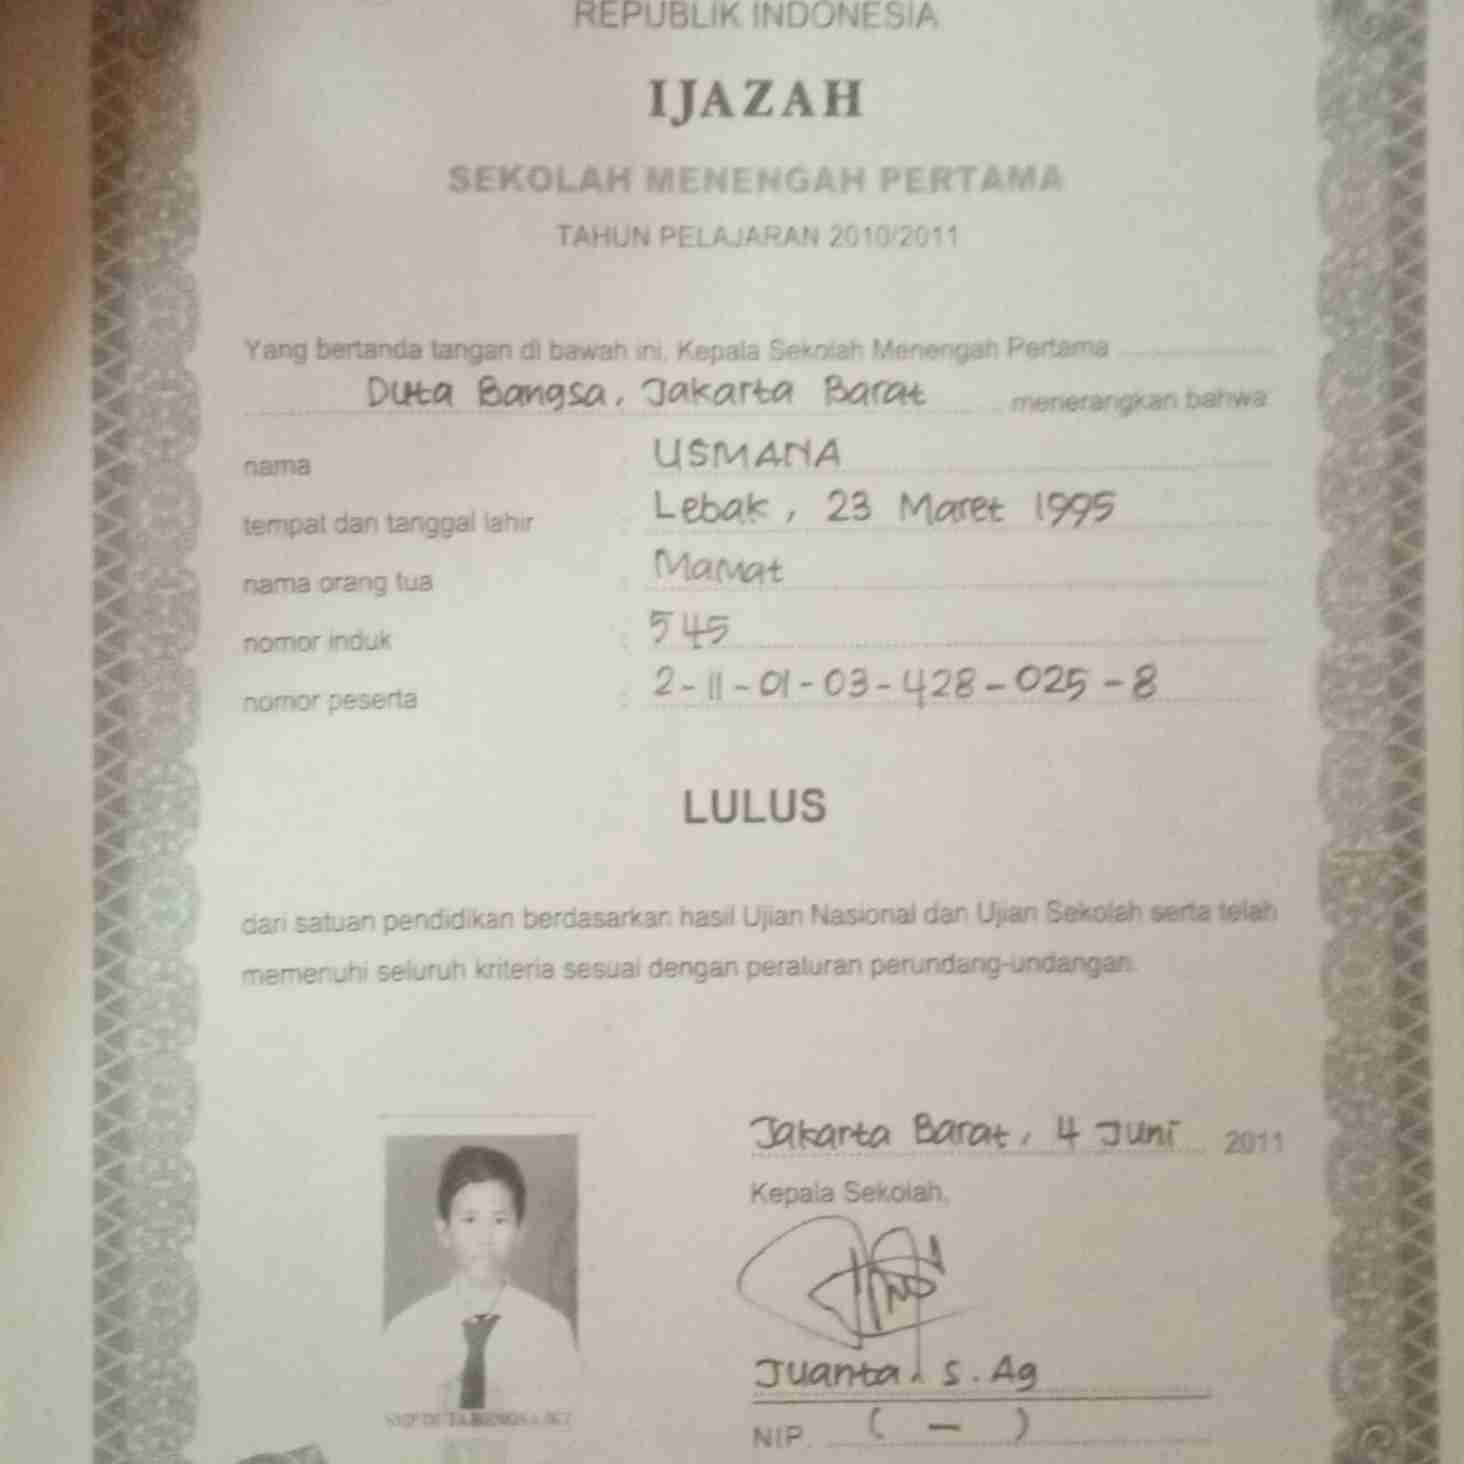 REPUBLIK INDONESIA
IJAZAH
SEKOLAH MENENGAH PERTAMA
TAHUN PELAJARAN 2010/2011
Yang bertanda tangan di bawah ini, Kepala Sekolah Menengah Pertama
Duta Bangsa, Jakarta Barat menerangkan bahwa:
nama : USMANA
tempat dan tanggal lahir : Lebak, 23 Maret 1995
nama orang tua : Mamat
nomor induk : 545
nomor peserta : 2-11-01-03-428-025-8
LULUS
dari satuan pendidikan berdasarkan hasil Ujian Nasional dan Ujian Sekolah serta telah
memenuhi seluruh kriteria sesuai dengan peraturan perundang-undangan.
Jakarta Barat, 4 Juni 2011
Kepala Sekolah,
Juanta. S. Ag
NIP. ( - )
SMP DUTA BANGSA JKT